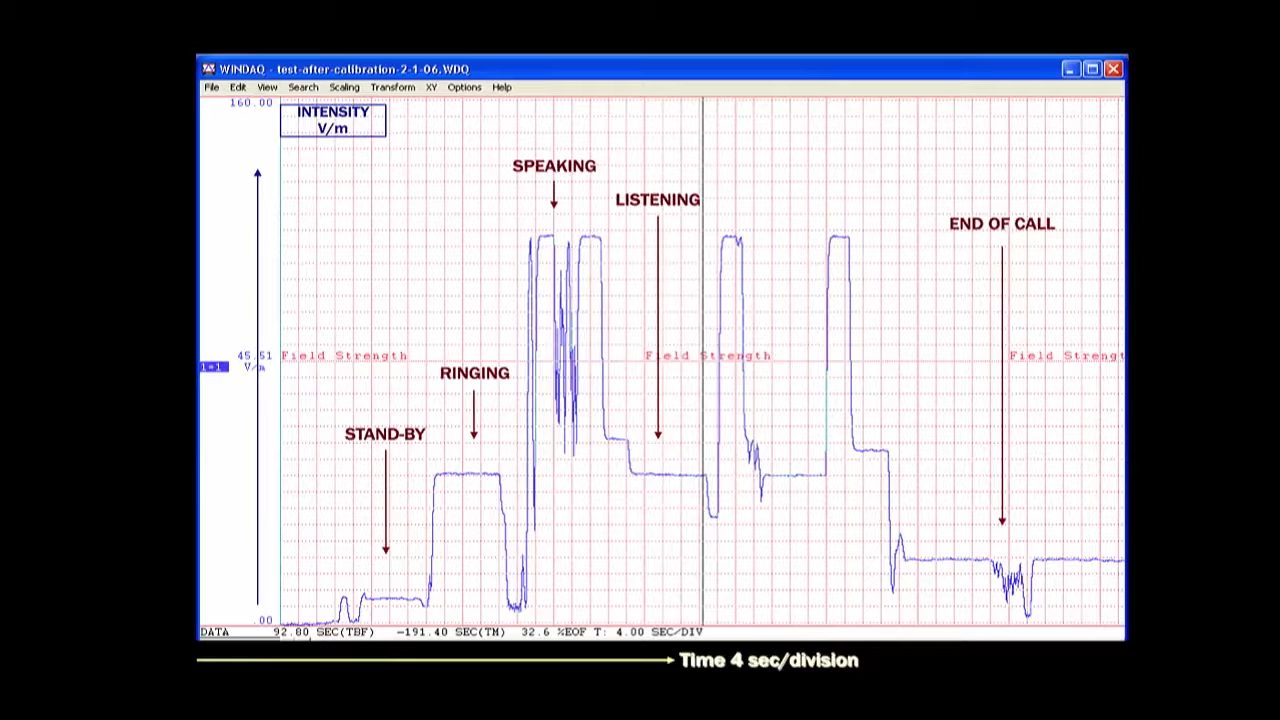 WINDAQ - test-after-calibration-2-1-06.WDQ
File Edit View Search Scaling Transform XY Options Help
160.00
INTENSITY
V/m
SPEAKING
LISTENING
END OF CALL
45.51
Field Strength Field Strength Field Strengt
1=1 V/m
RINGING
STAND-BY
.00
DATA 92.80 SEC(TBF) -191.40 SEC(TM) 32.6 %EOF T: 4.00 SEC/DIV
Time 4 sec/division